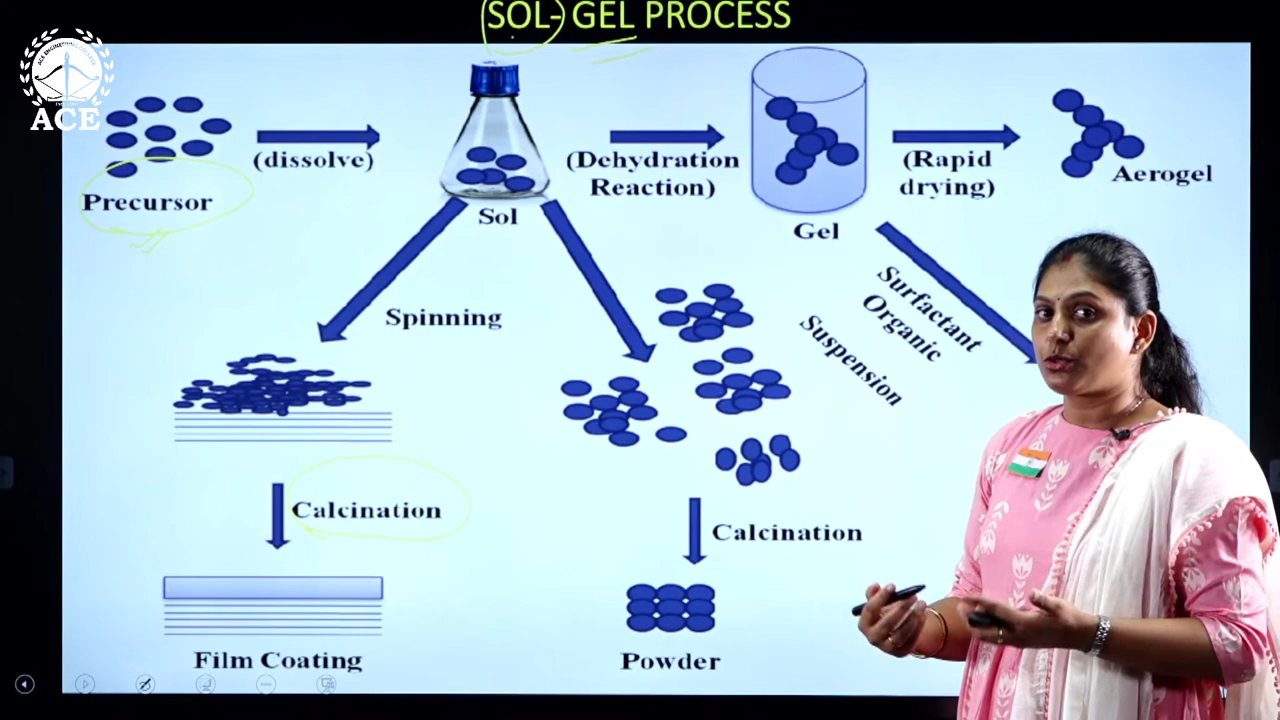 SOL- GEL PROCESS
ACE
Precursor
(dissolve)
Sol
(Dehydration
Reaction)
Gel
(Rapid
drying)
Aerogel
Spinning
Surfactant
Organic
Suspension
Calcination
Calcination
Film Coating
Powder